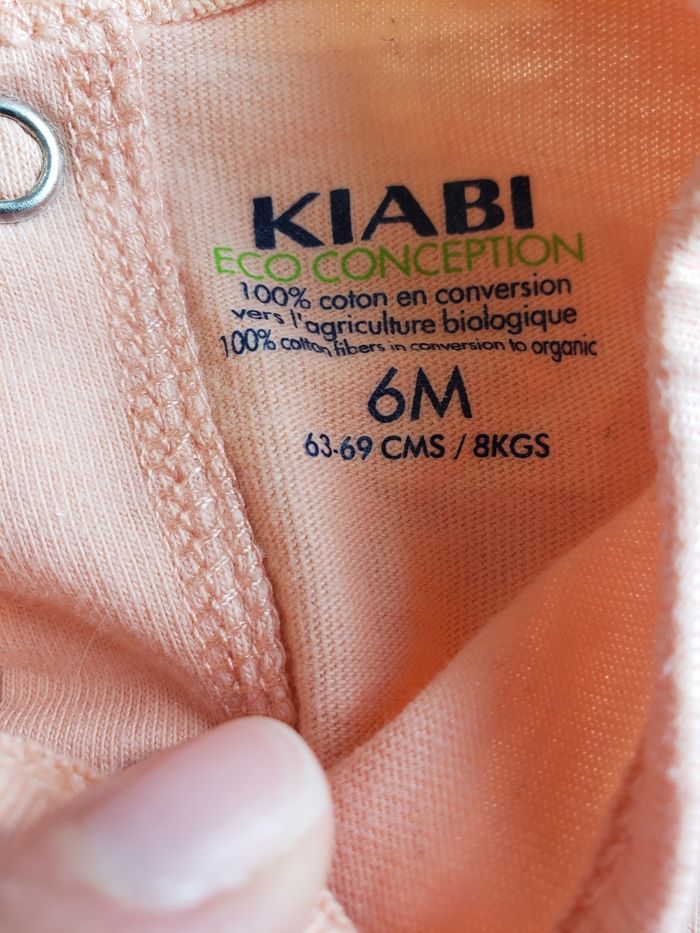 KIABI
ECO CONCEPTION
100% coton en conversion
vers l'agriculture biologique
100% cotton fibers in conversion to organic
6M
63-69 CMS / 8KGS